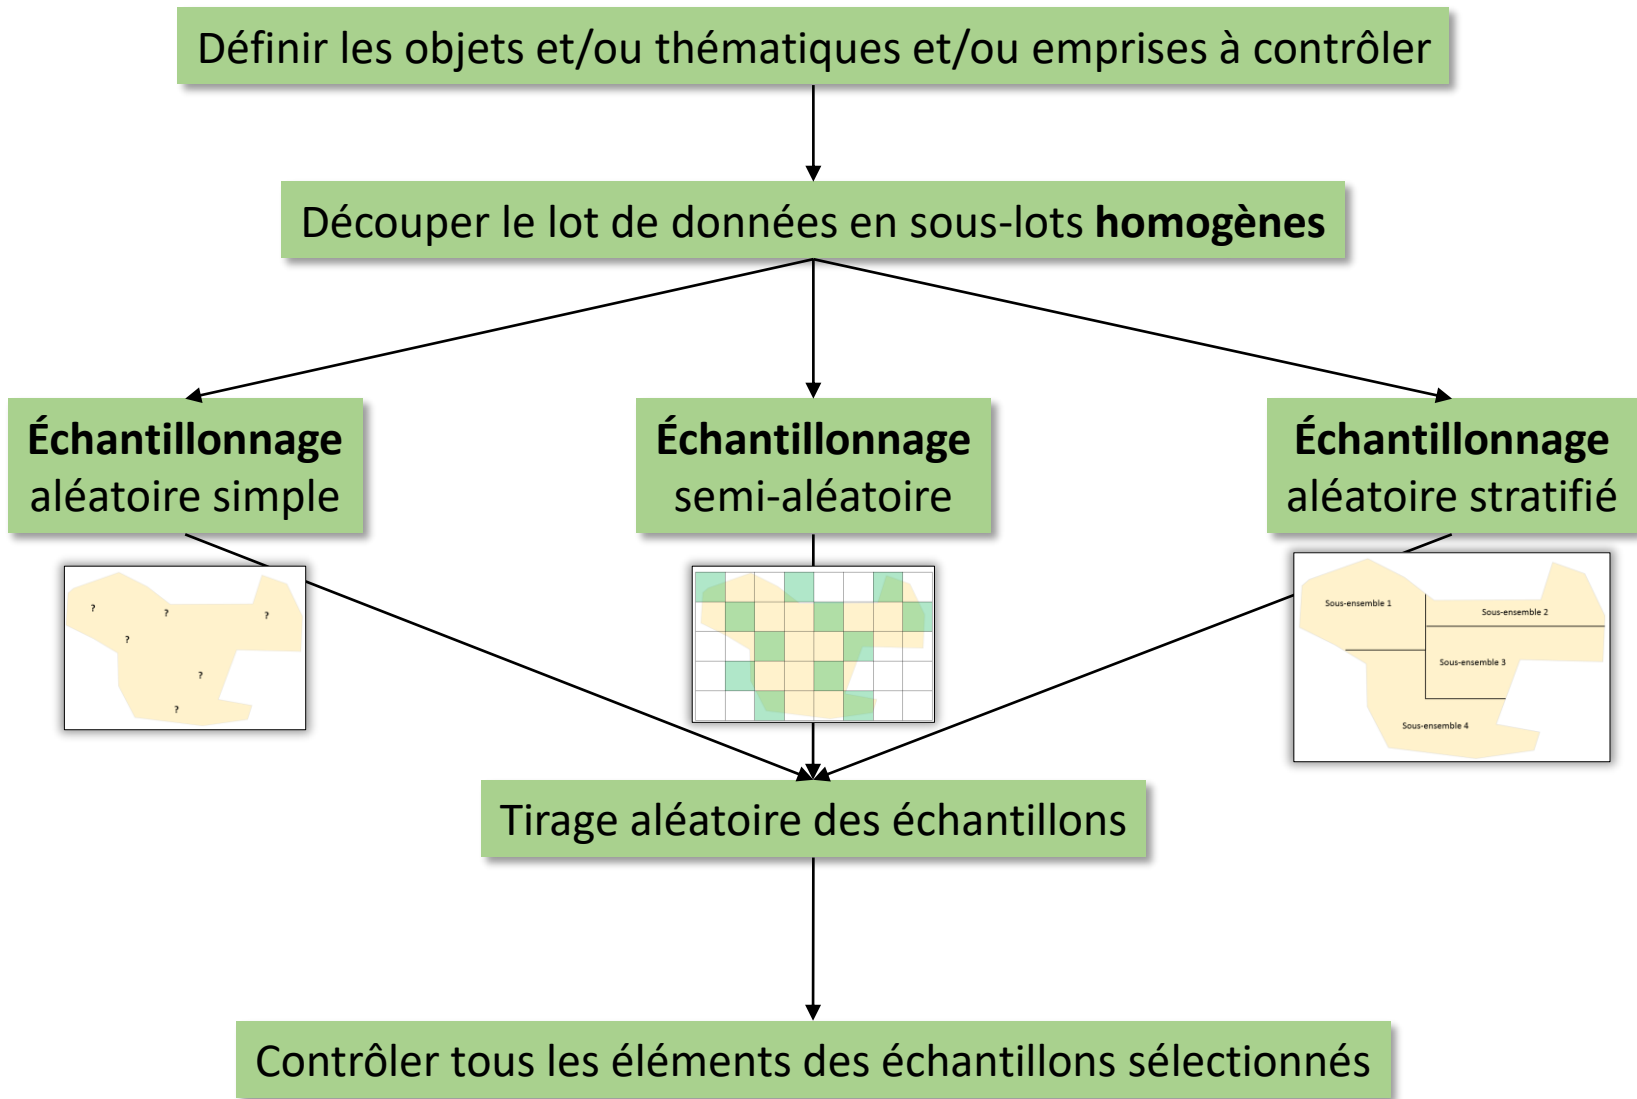 Définir les objets et/ou thématiques et/ou emprises à contrôler
Découper le lot de données en sous-lots homogènes
Échantillonnage
aléatoire simple
Échantillonnage
semi-aléatoire
Échantillonnage
aléatoire stratifié
?
?
?
?
?
?
Sous-ensemble 1
Sous-ensemble 2
Sous-ensemble 3
Sous-ensemble 4
Tirage aléatoire des échantillons
Contrôler tous les éléments des échantillons sélectionnés